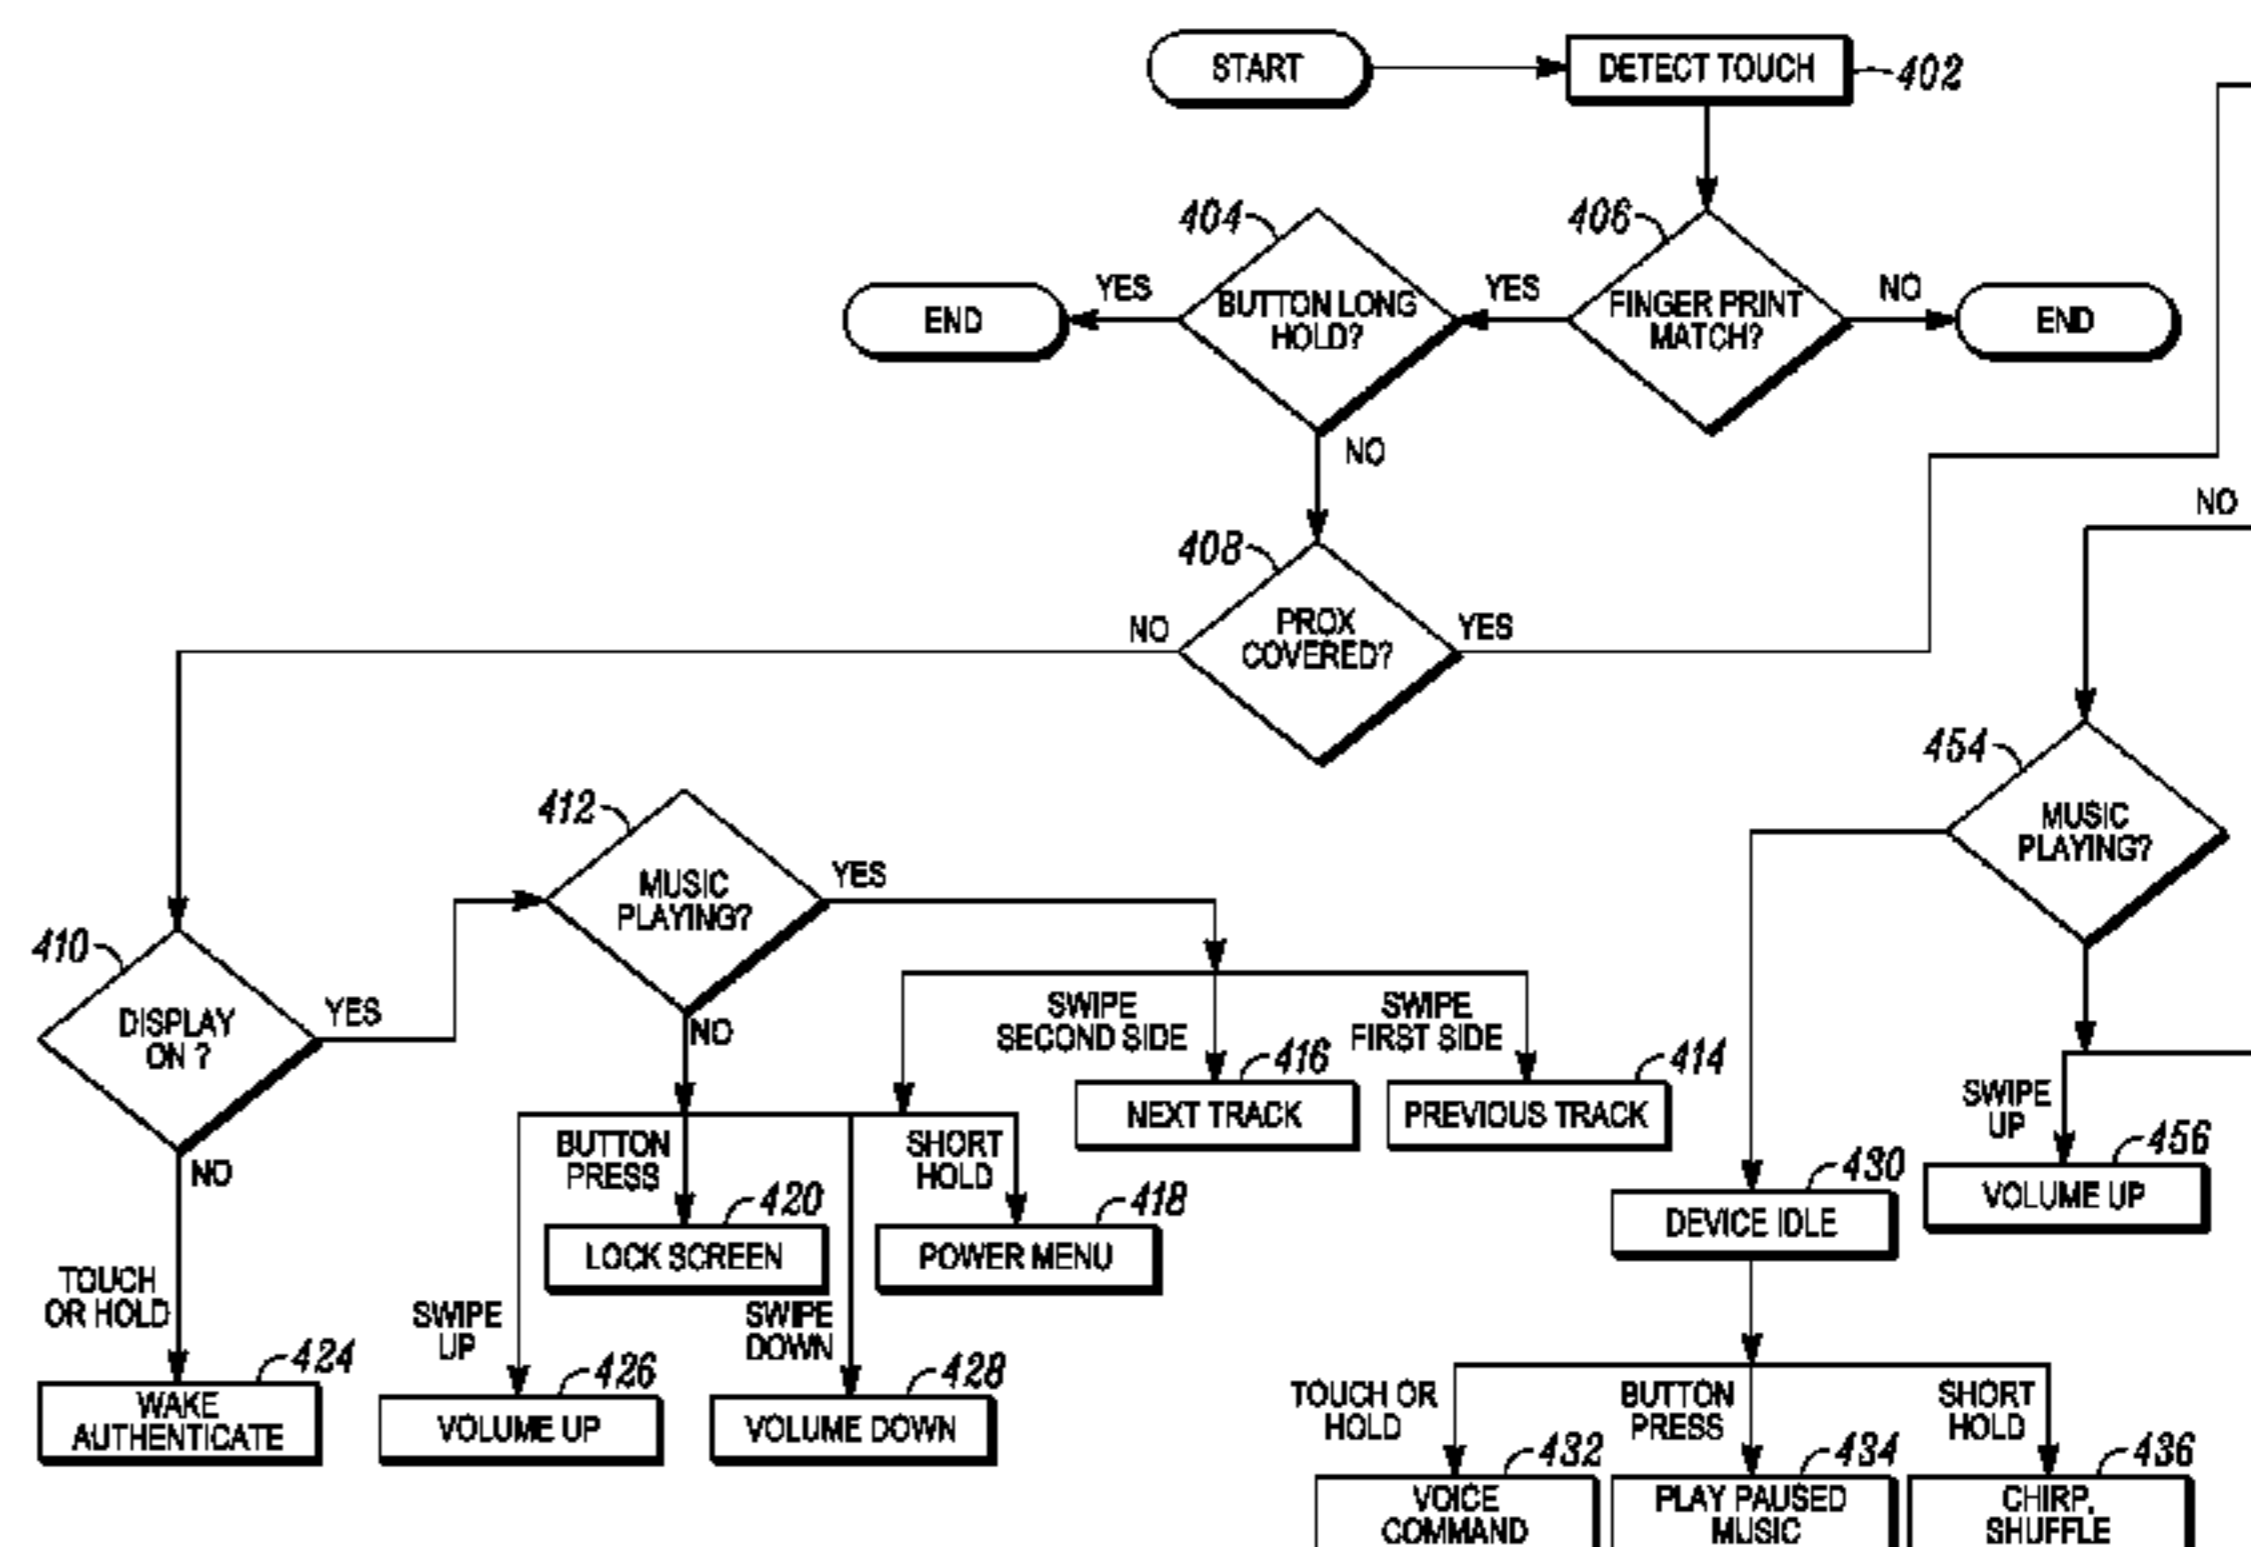 START
DETECT TOUCH
402
404
406
YES
BUTTON LONG
HOLD?
YES
FINGER PRINT
MATCH?
NO
END
END
NO
NO
408
NO
PROX
COVERED?
YES
454
MUSIC
PLAYING?
412
MUSIC
PLAYING?
YES
410
DISPLAY
ON ?
YES
NO
SWIPE
SECOND SIDE
SWIPE
FIRST SIDE
416
414
NEXT TRACK
PREVIOUS TRACK
SWIPE
UP
456
VOLUME UP
NO
BUTTON
PRESS
SHORT
HOLD
420
418
LOCK SCREEN
POWER MENU
430
DEVICE IDLE
TOUCH
OR HOLD
SWIPE
UP
SWIPE
DOWN
424
426
428
WAKE
AUTHENTICATE
VOLUME UP
VOLUME DOWN
TOUCH OR
HOLD
BUTTON
PRESS
SHORT
HOLD
432
434
436
VOICE
COMMAND
PLAY PAUSED
MUSIC
CHIRP,
SHUFFLE